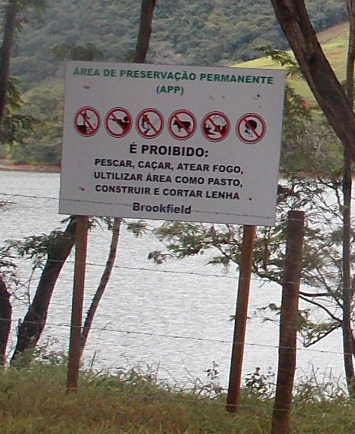 ÁREA DE PRESERVAÇÃO PERMANENTE
(APP)
É PROIBIDO:
PESCAR, CAÇAR, ATEAR FOGO,
ULTILIZAR ÁREA COMO PASTO,
CONSTRUIR E CORTAR LENHA
Brookfield